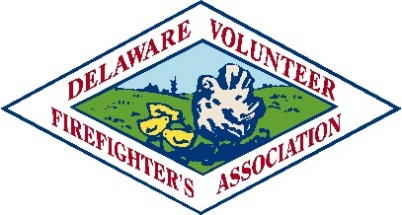 DELAWARE VOLUNTEER
FIREFIGHTER'S ASSOCIATION